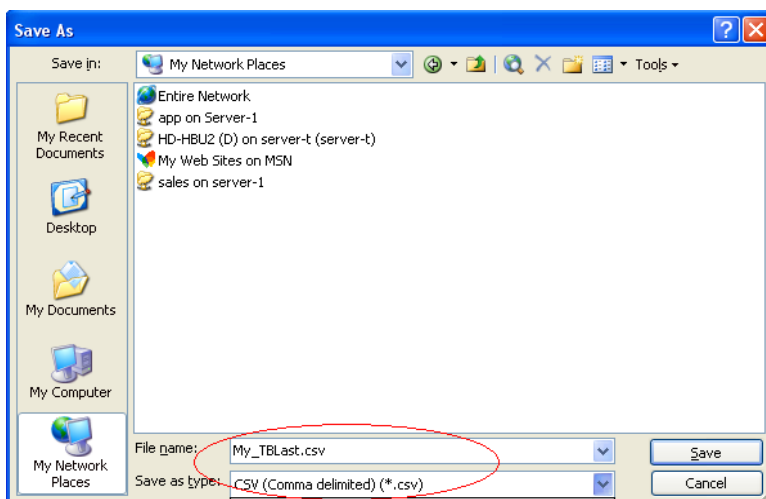 Save As
Save in:
My Network Places
Tools
Entire Network
app on Server-1
HD-HBU2 (D) on server-t (server-t)
My Web Sites on MSN
sales on server-1
My Recent
Documents
Desktop
My Documents
My Computer
My Network
Places
File name:
My_TBLast.csv
Save
Save as type:
CSV (Comma delimited) (*.csv)
Cancel